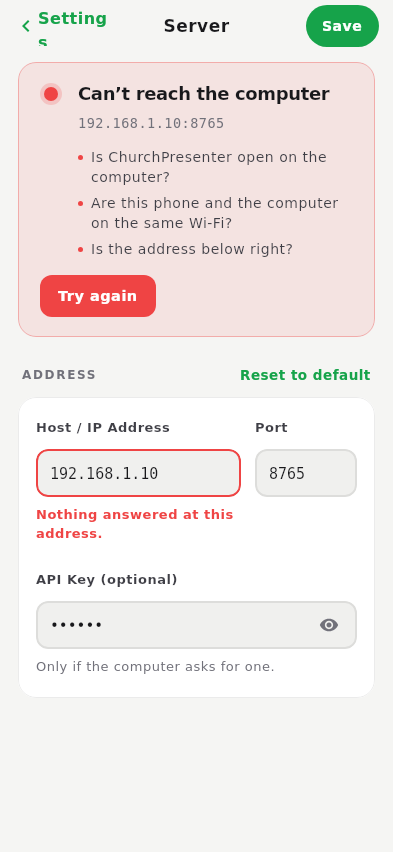 Setting
s
Server
Save
Can’t reach the computer
192.168.1.10:8765
Is ChurchPresenter open on the
computer?
Are this phone and the computer
on the same Wi-Fi?
Is the address below right?
Try again
ADDRESS
Reset to default
Host / IP Address
Port
192.168.1.10
8765
Nothing answered at this
address.
API Key (optional)
••••••
Only if the computer asks for one.